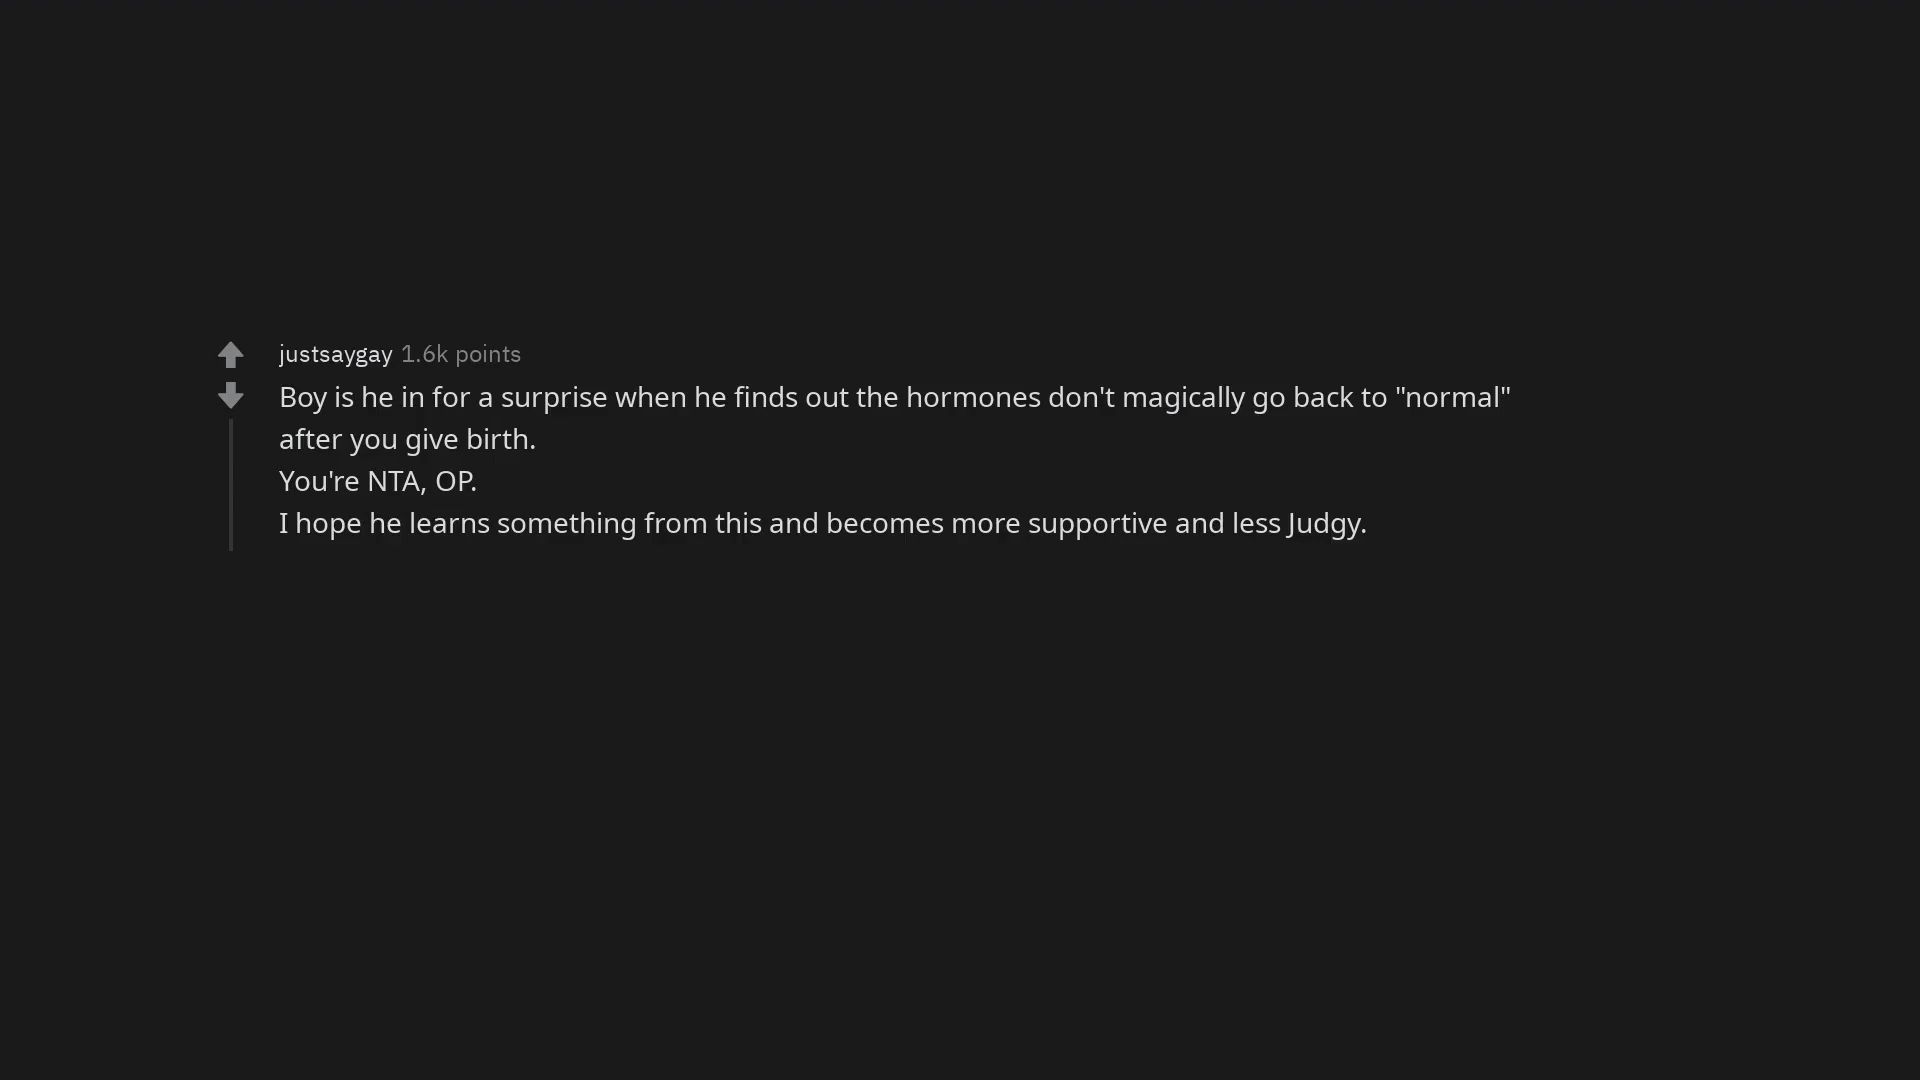 justsaygay 1.6k points
Boy is he in for a surprise when he finds out the hormones don't magically go back to "normal"
after you give birth.
You're NTA, OP.
I hope he learns something from this and becomes more supportive and less Judgy.